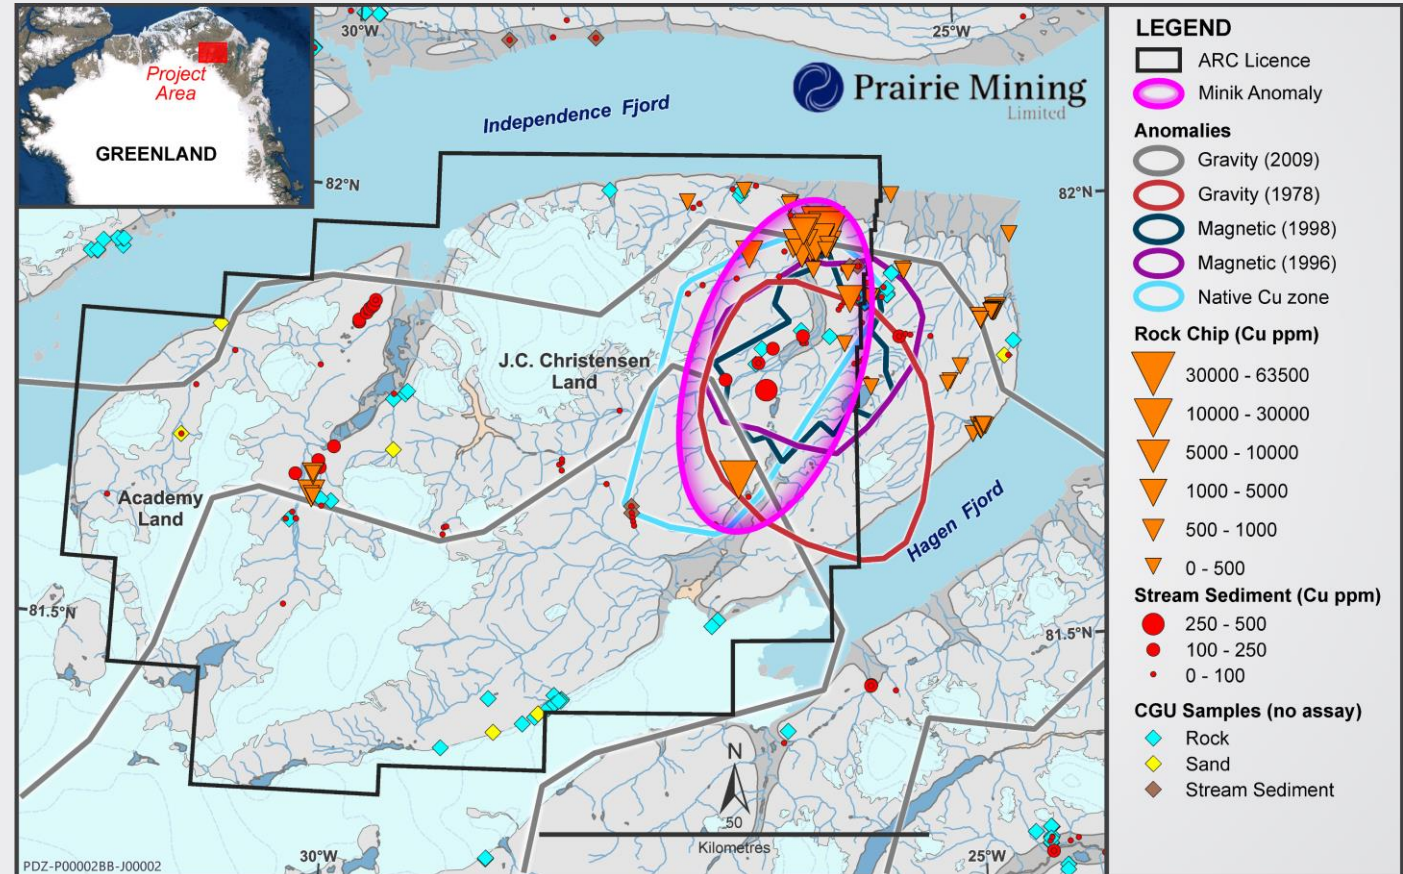 Project
Area
GREENLAND
30°W
25°W
Independence Fjord
Prairie Mining
Limited
82°N
82°N
J.C. Christensen
Land
Academy
Land
Hagen Fjord
81.5°N
81.5°N
N
50
Kilometres
30°W
25°W
PDZ-P00002BB-J00002
LEGEND
ARC Licence
Minik Anomaly
Anomalies
Gravity (2009)
Gravity (1978)
Magnetic (1998)
Magnetic (1996)
Native Cu zone
Rock Chip (Cu ppm)
30000 - 63500
10000 - 30000
5000 - 10000
1000 - 5000
500 - 1000
0 - 500
Stream Sediment (Cu ppm)
250 - 500
100 - 250
0 - 100
CGU Samples (no assay)
Rock
Sand
Stream Sediment